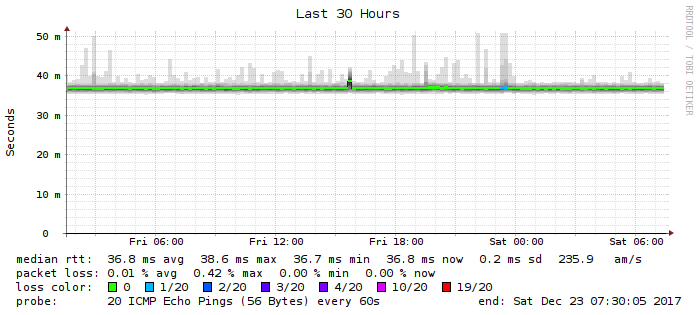 Last 30 Hours
RRDTOOL / TOBI OETIKER
Seconds
50 m
40 m
30 m
20 m
10 m
0
Fri 06:00 Fri 12:00 Fri 18:00 Sat 00:00 Sat 06:00
median rtt: 36.8 ms avg 38.6 ms max 36.7 ms min 36.8 ms now 0.2 ms sd 235.9 am/s
packet loss: 0.01 % avg 0.42 % max 0.00 % min 0.00 % now
loss color: 0 1/20 2/20 3/20 4/20 10/20 19/20
probe: 20 ICMP Echo Pings (56 Bytes) every 60s end: Sat Dec 23 07:30:05 2017